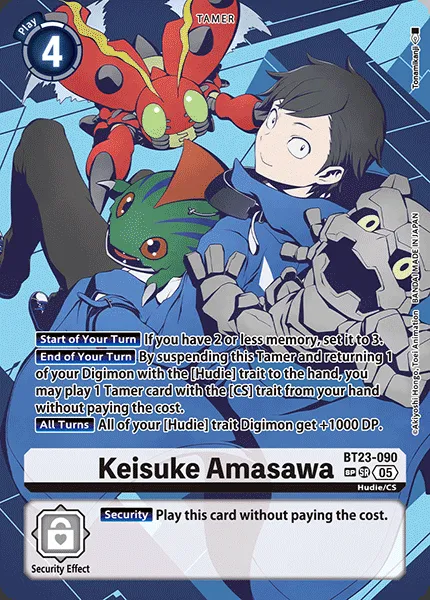 Play
4
TAMER
Tonamikanji
©Akiyoshi Hongo, Toei Animation BANDAI MADE IN JAPAN
Start of Your Turn If you have 2 or less memory, set it to 3.
End of Your Turn By suspending this Tamer and returning 1
of your Digimon with the [Hudie] trait to the hand, you
may play 1 Tamer card with the [CS] trait from your hand
without paying the cost.
All Turns All of your [Hudie] trait Digimon get +1000 DP.
Keisuke Amasawa
BT23-090
BP SR 05
Hudie/CS
Security Play this card without paying the cost.
Security Effect